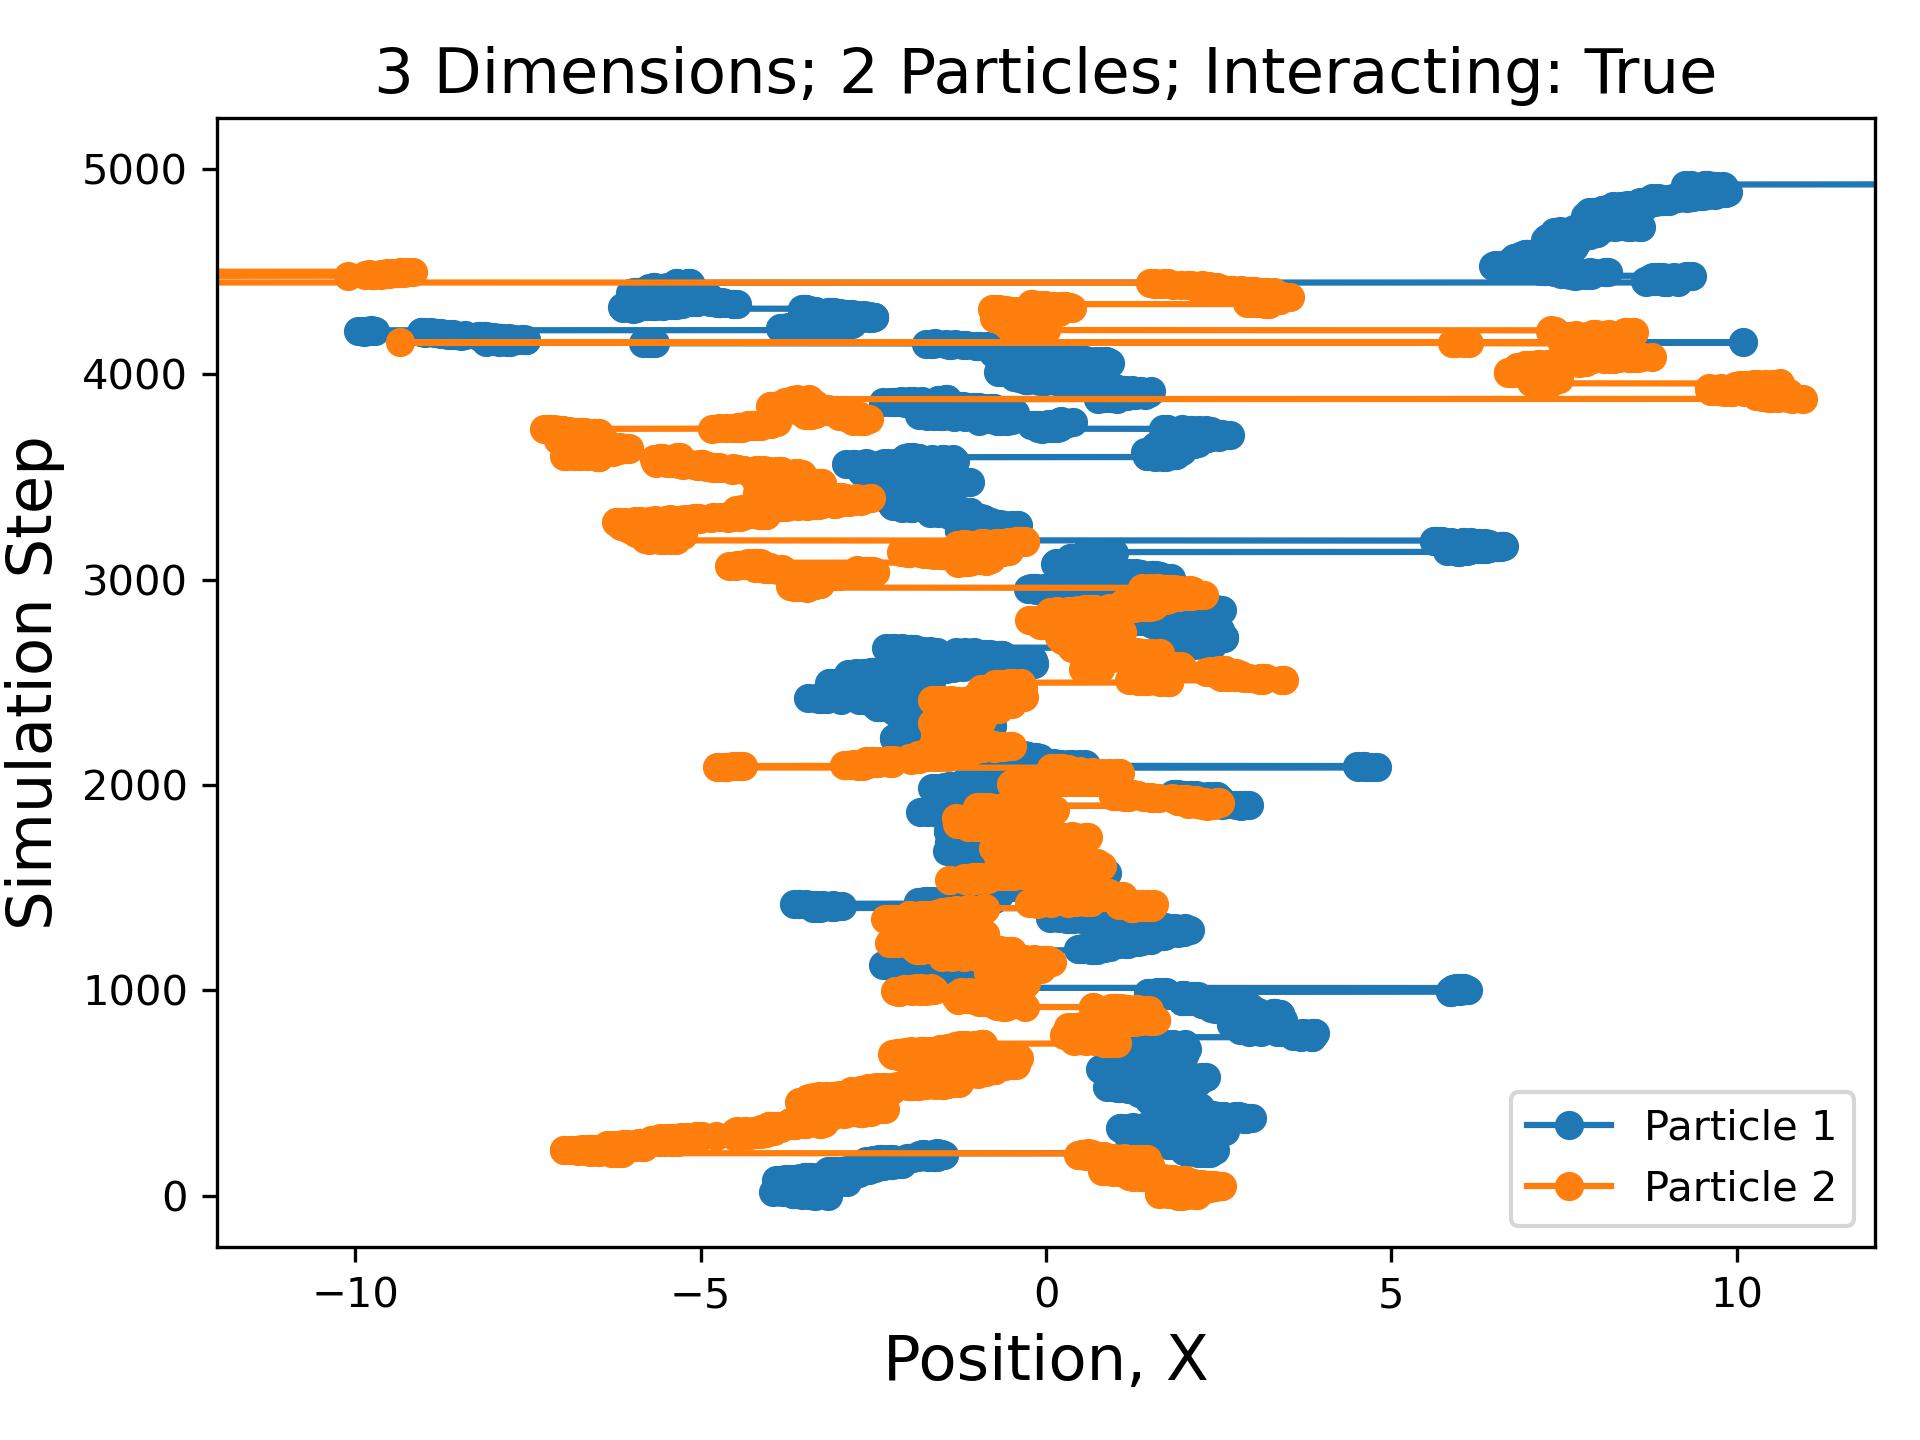 3 Dimensions; 2 Particles; Interacting: True
Simulation Step
5000
4000
3000
2000
1000
0
−10
−5
0
5
10
Position, X
Particle 1
Particle 2